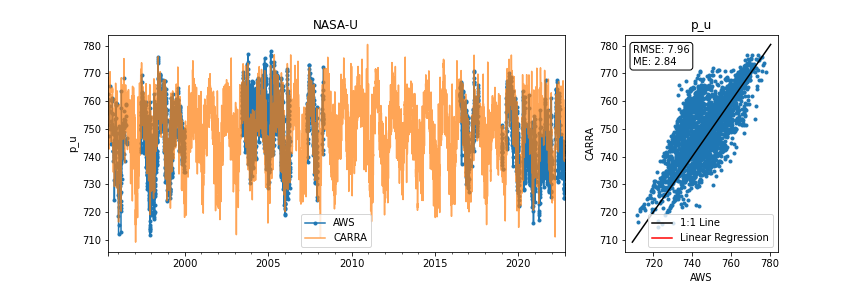 NASA-U
p_u
780
770
760
750
740
730
720
710
p_u
2000
2005
2010
2015
2020
AWS
CARRA
780
770
760
750
740
730
720
710
CARRA
RMSE: 7.96
ME: 2.84
1:1 Line
Linear Regression
720
740
760
780
AWS